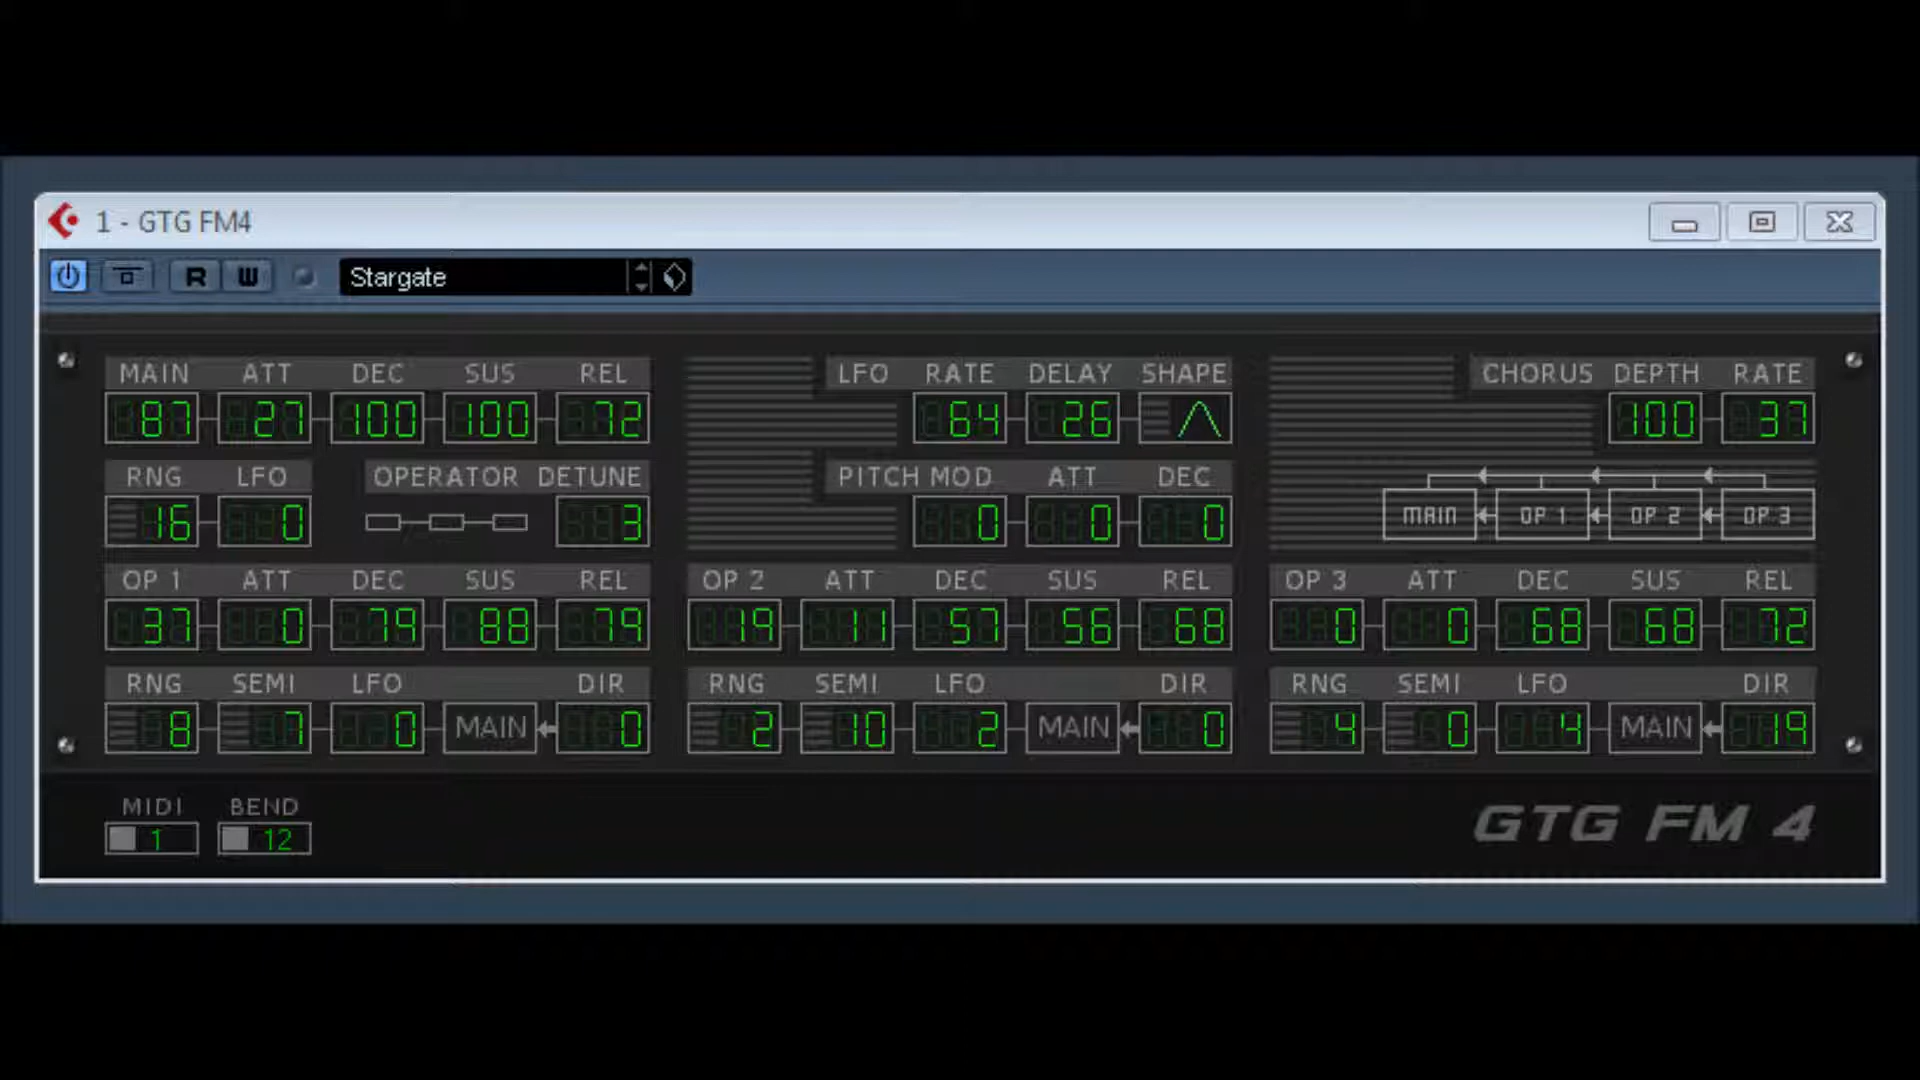 1 - GTG FM4
R W Stargate
MAIN ATT DEC SUS REL LFO RATE DELAY SHAPE CHORUS DEPTH RATE
87 27 100 100 72 64 26 100 37
RNG LFO OPERATOR DETUNE PITCH MOD ATT DEC
16 0 3 0 0 0 MAIN OP 1 OP 2 OP 3
OP 1 ATT DEC SUS REL OP 2 ATT DEC SUS REL OP 3 ATT DEC SUS REL
37 0 79 88 79 19 11 57 56 68 0 0 68 68 72
RNG SEMI LFO DIR RNG SEMI LFO DIR RNG SEMI LFO DIR
8 7 0 MAIN 0 2 10 2 MAIN 0 4 0 4 MAIN 19
MIDI BEND
1 12
GTG FM 4